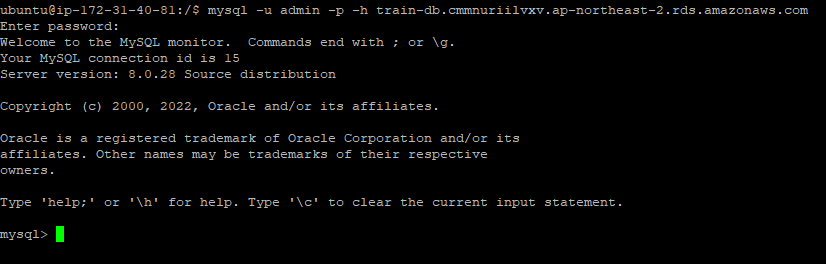 ubuntu@ip-172-31-40-81:/$ mysql -u admin -p -h train-db.cmmnuriilvxv.ap-northeast-2.rds.amazonaws.com
Enter password:
Welcome to the MySQL monitor.  Commands end with ; or \g.
Your MySQL connection id is 15
Server version: 8.0.28 Source distribution

Copyright (c) 2000, 2022, Oracle and/or its affiliates.

Oracle is a registered trademark of Oracle Corporation and/or its
affiliates. Other names may be trademarks of their respective
owners.

Type 'help;' or '\h' for help. Type '\c' to clear the current input statement.

mysql>